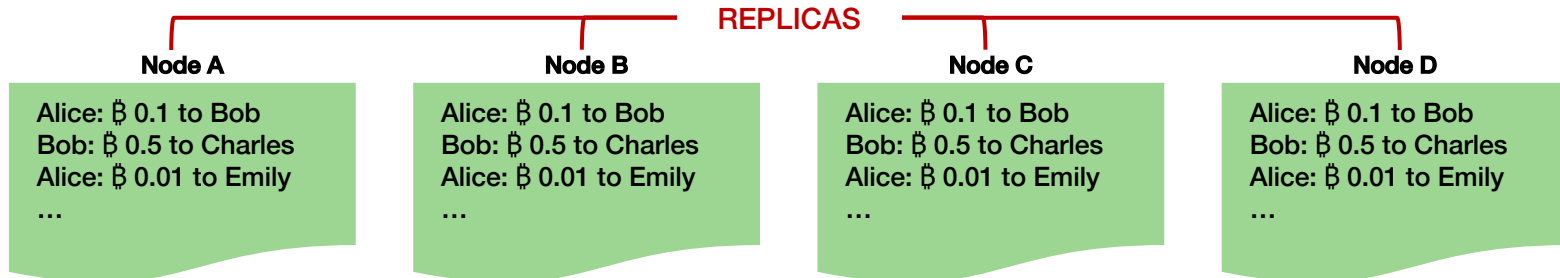 REPLICAS
Node A
Alice: ₿ 0.1 to Bob
Bob: ₿ 0.5 to Charles
Alice: ₿ 0.01 to Emily
…
Node B
Alice: ₿ 0.1 to Bob
Bob: ₿ 0.5 to Charles
Alice: ₿ 0.01 to Emily
…
Node C
Alice: ₿ 0.1 to Bob
Bob: ₿ 0.5 to Charles
Alice: ₿ 0.01 to Emily
…
Node D
Alice: ₿ 0.1 to Bob
Bob: ₿ 0.5 to Charles
Alice: ₿ 0.01 to Emily
…